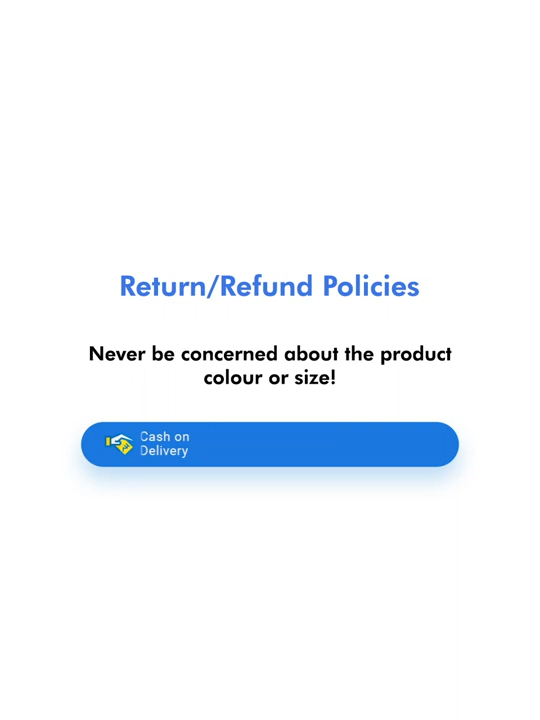 Return/Refund Policies
Never be concerned about the product
colour or size!
Cash on
Delivery